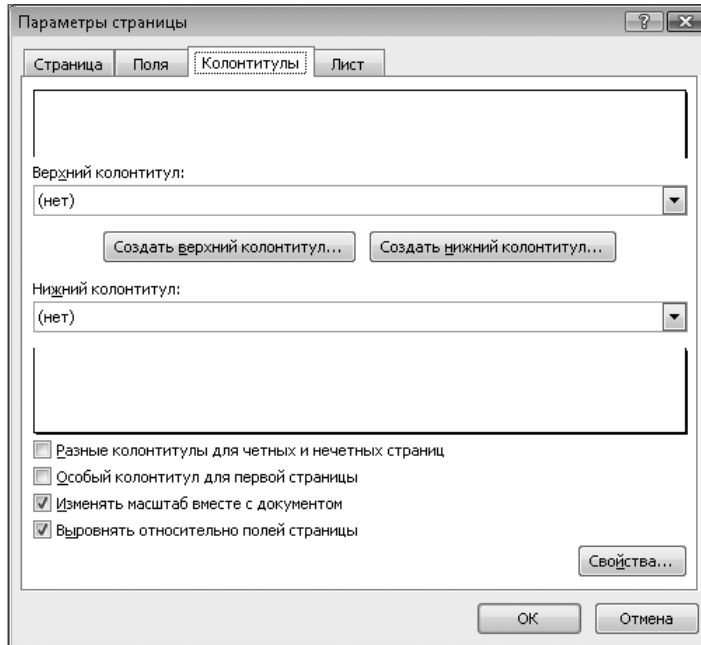 Параметры страницы
Страница Поля Колонтитулы Лист
Верхний колонтитул:
(нет)
Создать верхний колонтитул... Создать нижний колонтитул...
Нижний колонтитул:
(нет)
Разные колонтитулы для четных и нечетных страниц
Особый колонтитул для первой страницы
Изменять масштаб вместе с документом
Выровнять относительно полей страницы
Свойства...
ОК Отмена